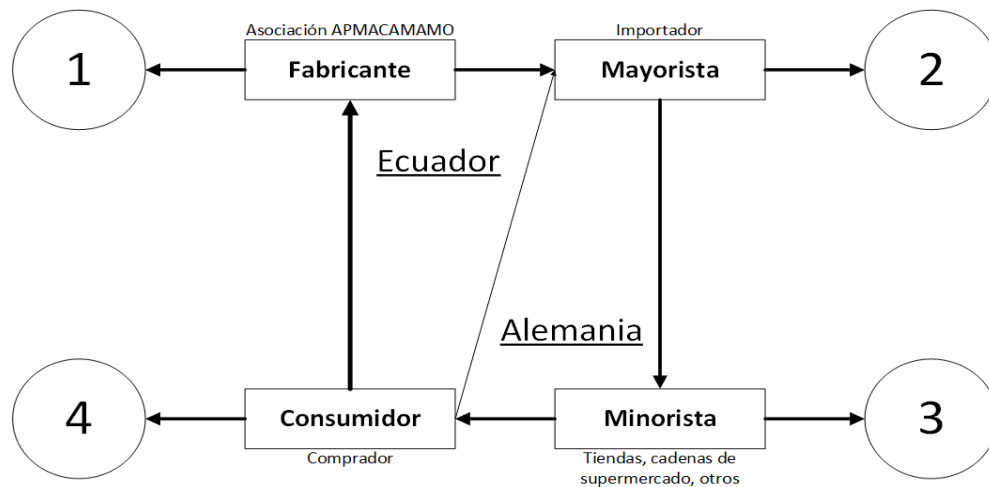 Asociación APMACAMAMO
Importador
1
Fabricante
Mayorista
2
Ecuador
Alemania
4
Consumidor
Minorista
3
Comprador
Tiendas, cadenas de
supermercado, otros